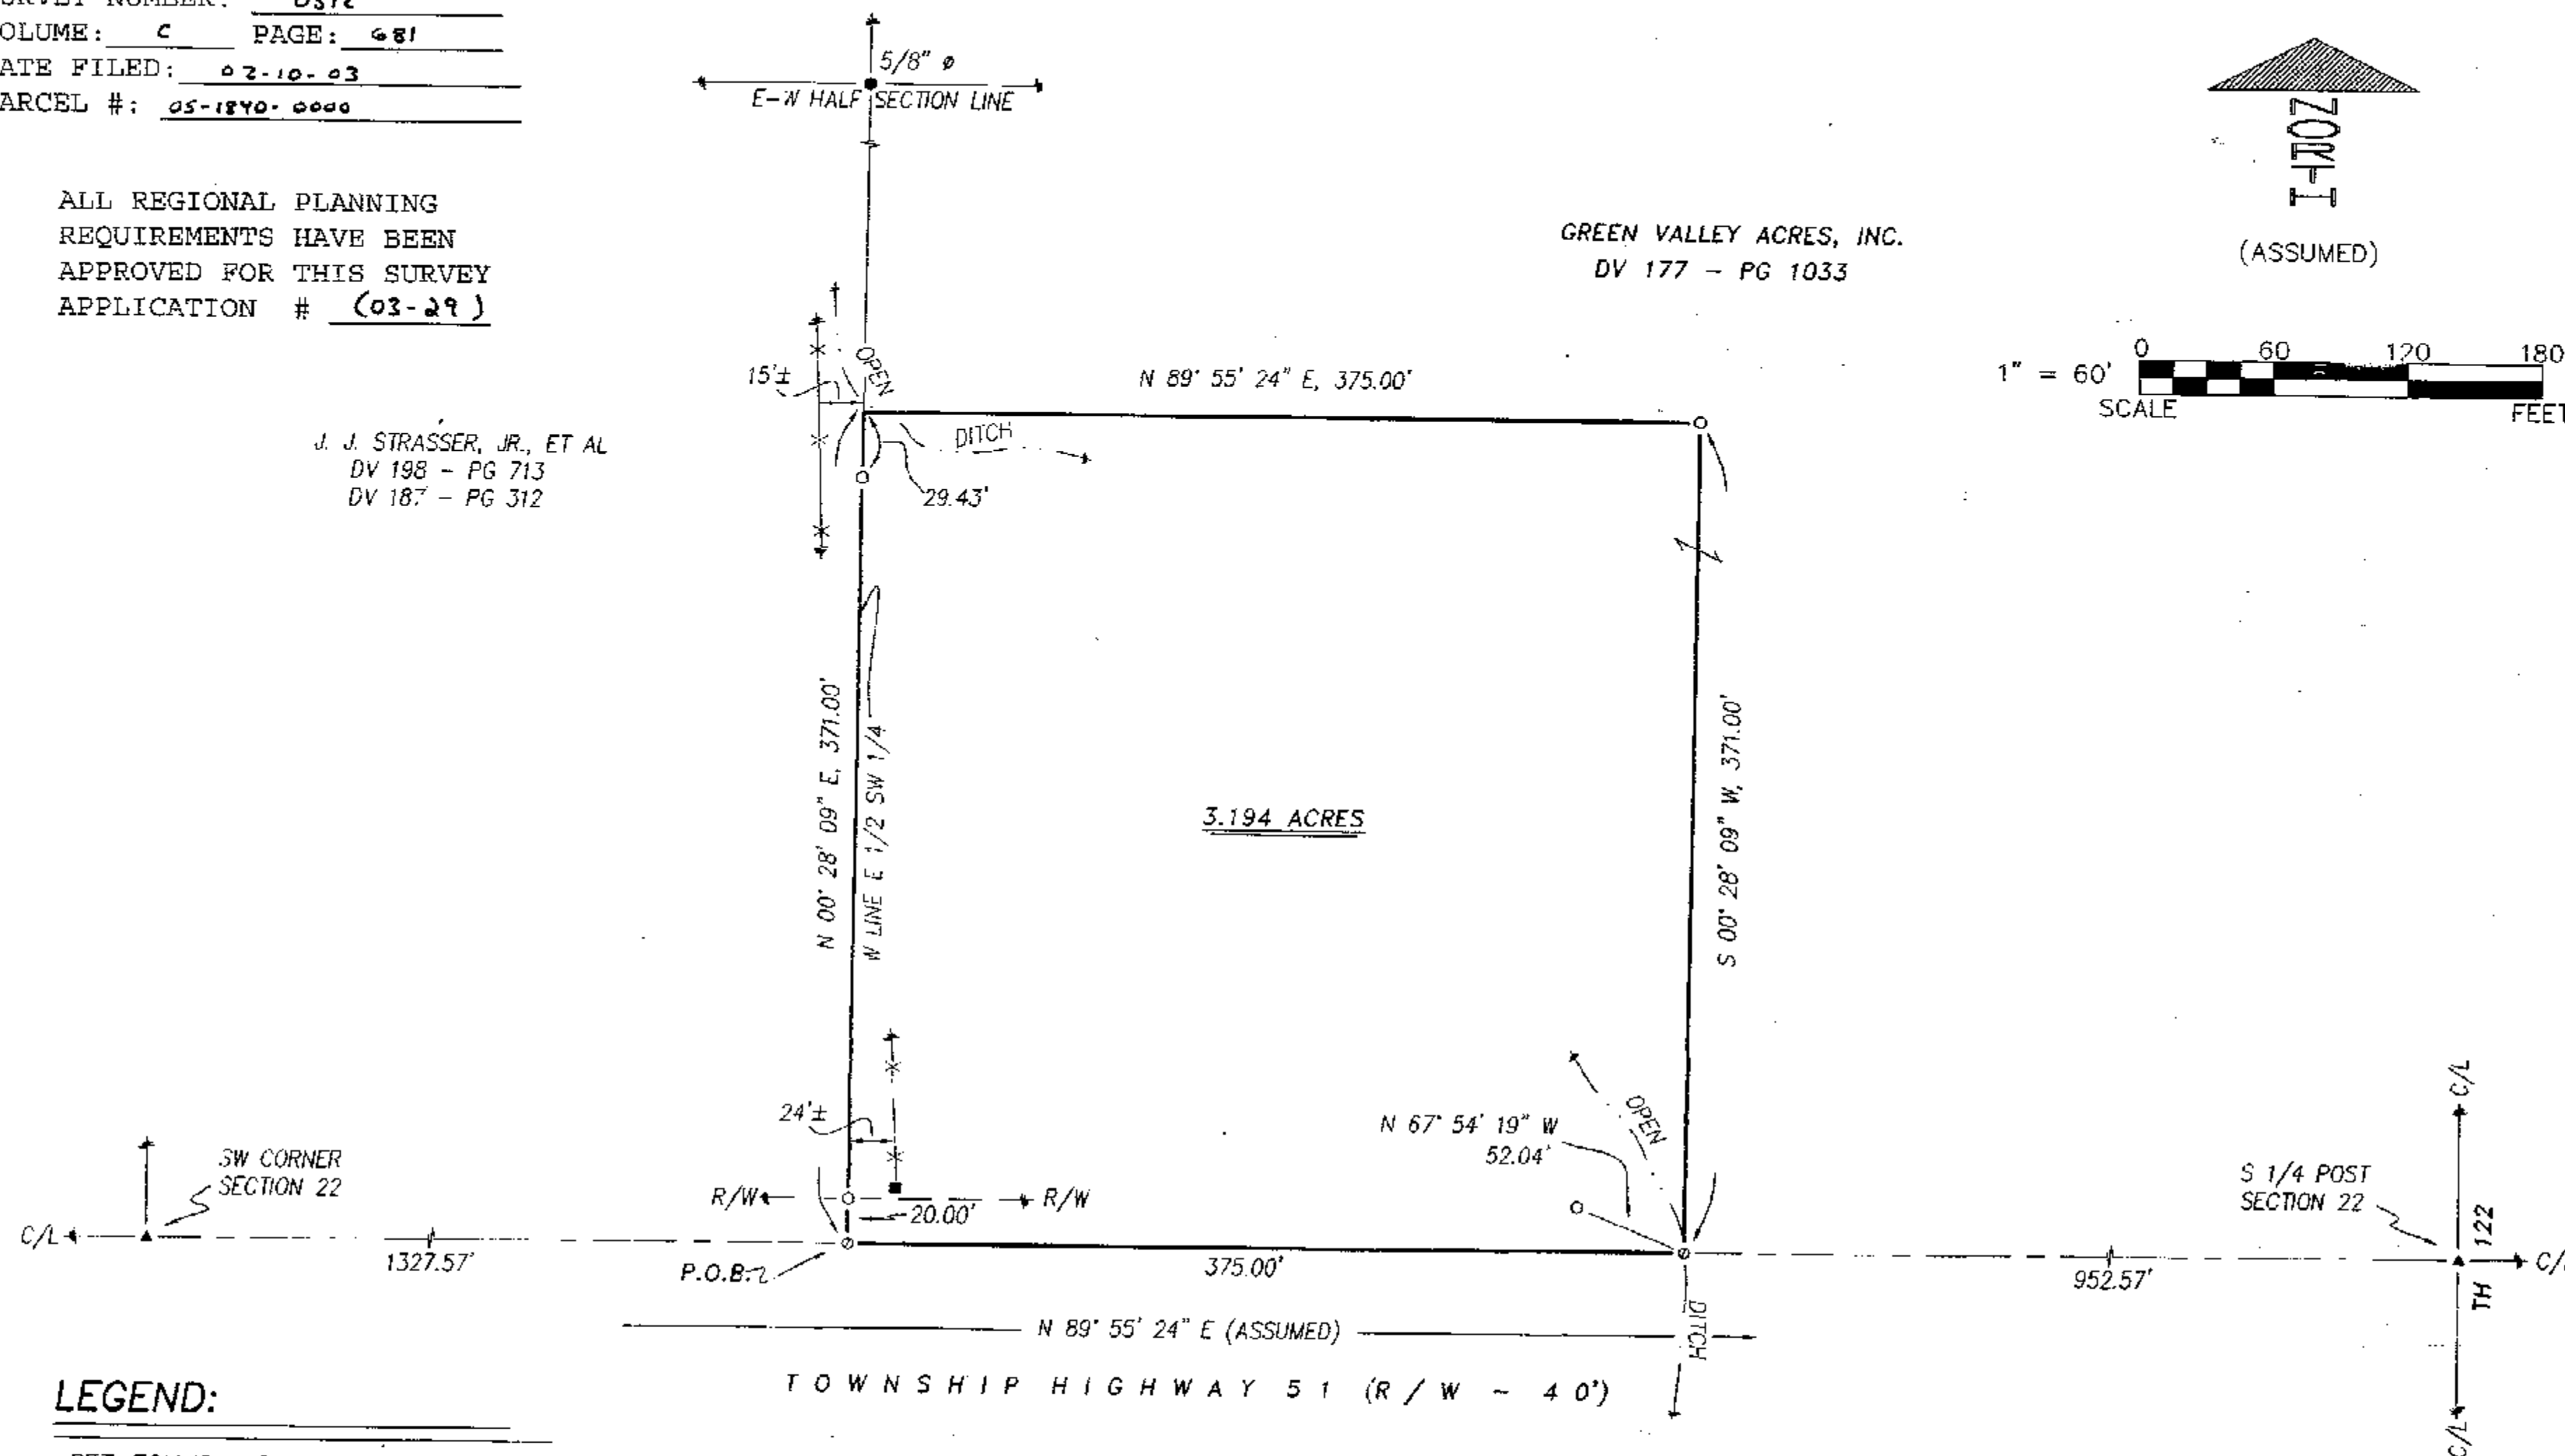 OLUME: C PAGE: 681
ATE FILED: 02-10-03
ARCEL #: 05-1840-0000
ALL REGIONAL PLANNING
REQUIREMENTS HAVE BEEN
APPROVED FOR THIS SURVEY
APPLICATION # (03-29)
5/8" ø
E-W HALF SECTION LINE
GREEN VALLEY ACRES, INC.
DV 177 - PG 1033
NORTH
(ASSUMED)
1" = 60'
0 60 120 180
SCALE FEET
J. J. STRASSER, JR., ET AL
DV 198 - PG 713
DV 187 - PG 312
15'±
OPEN
N 89° 55' 24" E, 375.00'
DITCH
29.43'
N 00° 28' 09" E, 371.00'
W LINE E 1/2 SW 1/4
3.194 ACRES
S 00° 28' 09" W, 371.00'
24'±
N 67° 54' 19" W
52.04'
OPEN
SW CORNER
SECTION 22
R/W
R/W
20.00'
S 1/4 POST
SECTION 22
C/L
C/L
1327.57'
P.O.B.
375.00'
952.57'
TH 122
C/L
DITCH
N 89° 55' 24" E (ASSUMED)
TOWNSHIP HIGHWAY 51 (R/W ~ 40')
LEGEND: